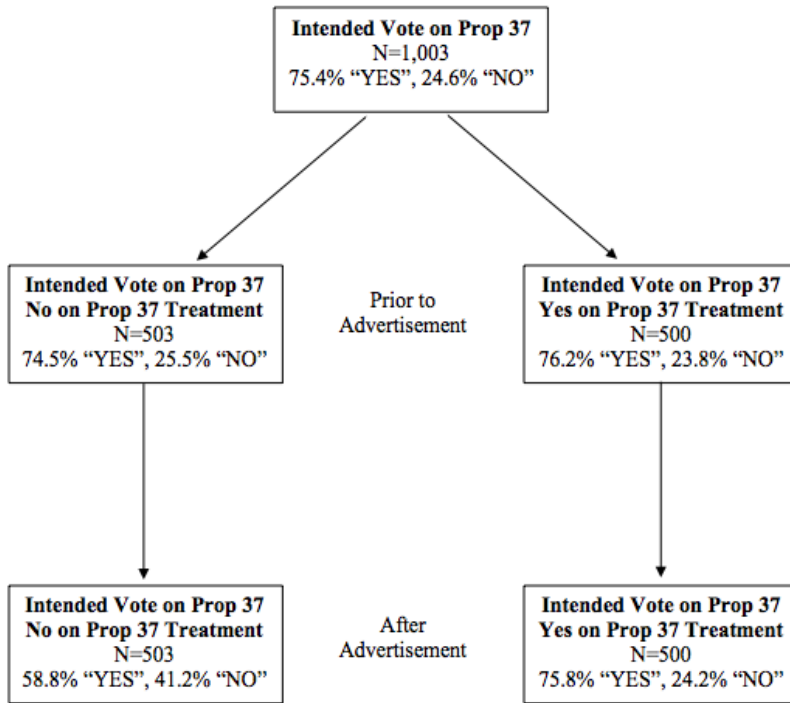 Intended Vote on Prop 37
N=1,003
75.4% “YES”, 24.6% “NO”
Intended Vote on Prop 37
No on Prop 37 Treatment
N=503
74.5% “YES”, 25.5% “NO”
Prior to
Advertisement
Intended Vote on Prop 37
Yes on Prop 37 Treatment
N=500
76.2% “YES”, 23.8% “NO”
Intended Vote on Prop 37
No on Prop 37 Treatment
N=503
58.8% “YES”, 41.2% “NO”
After
Advertisement
Intended Vote on Prop 37
Yes on Prop 37 Treatment
N=500
75.8% “YES”, 24.2% “NO”